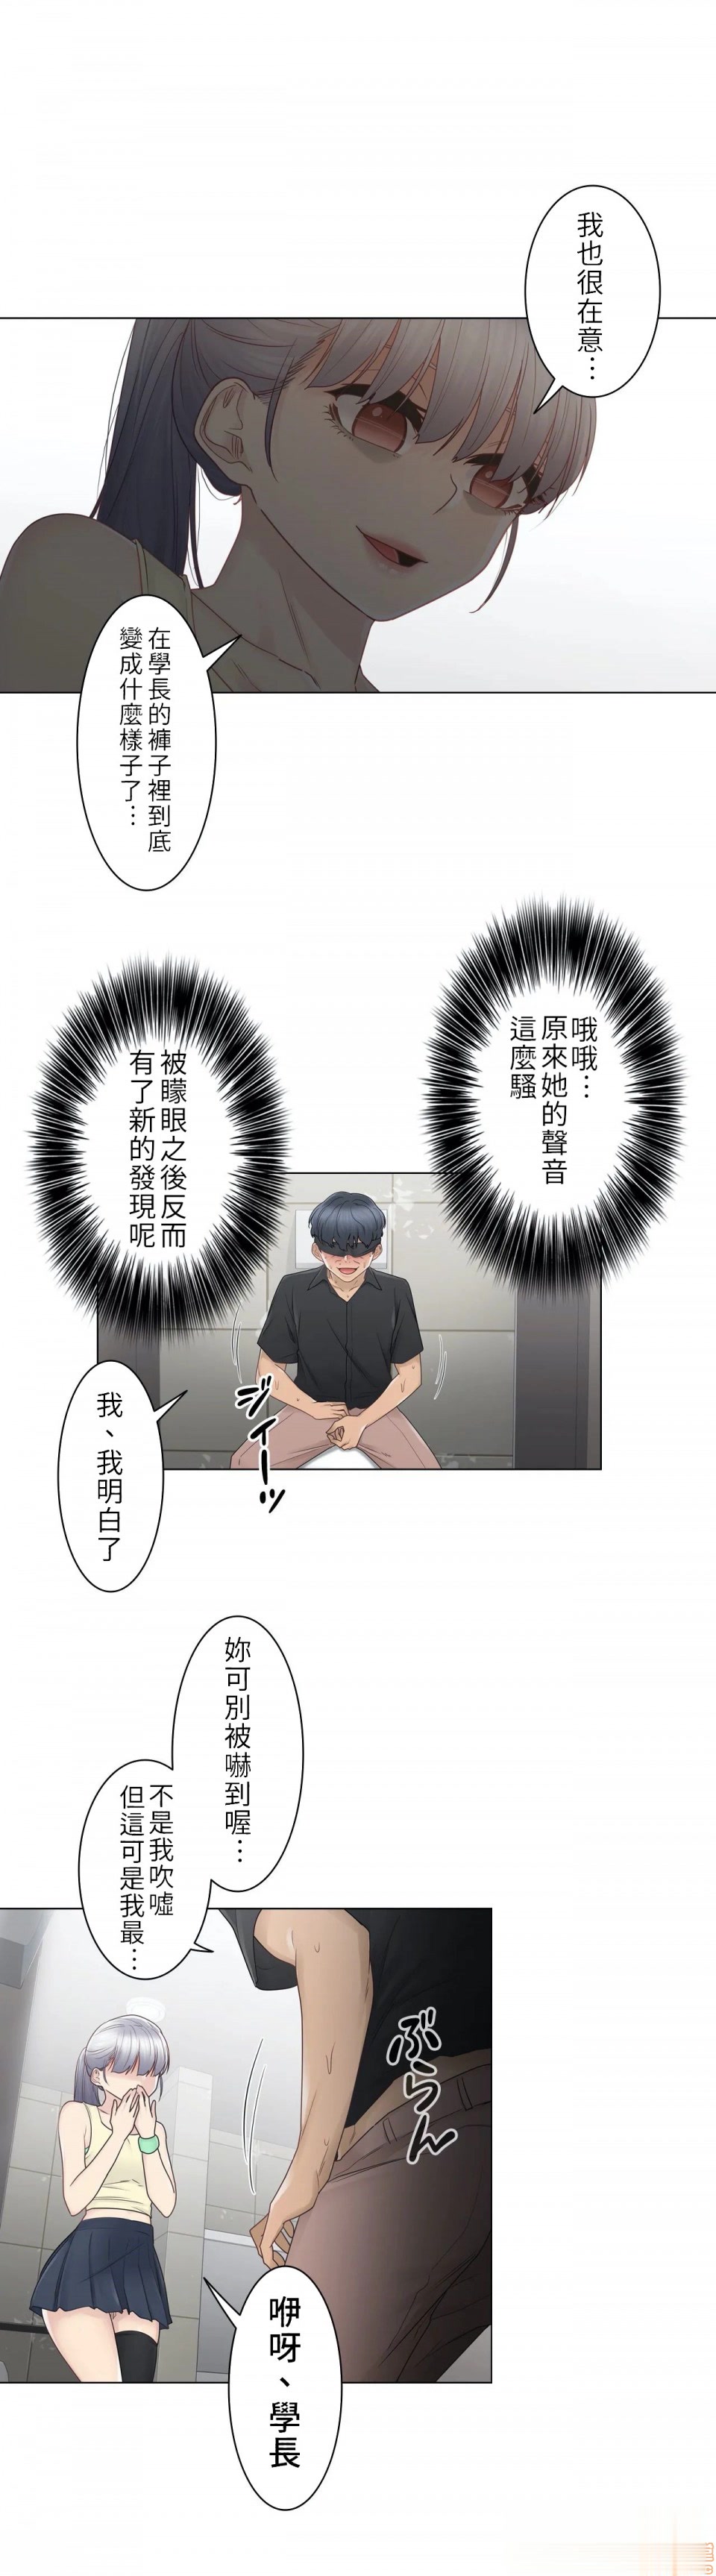 我也很在意…
在學長的褲子裡到底
變成什麼樣子了…
哦哦…
原來她的聲音
這麼騷
被矇眼之後反而
有了新的發現呢
ジィーッ
我、我明白了
妳可別被嚇到喔…
不是我吹噓
但這可是我最…
ぶらん
咿呀、學長